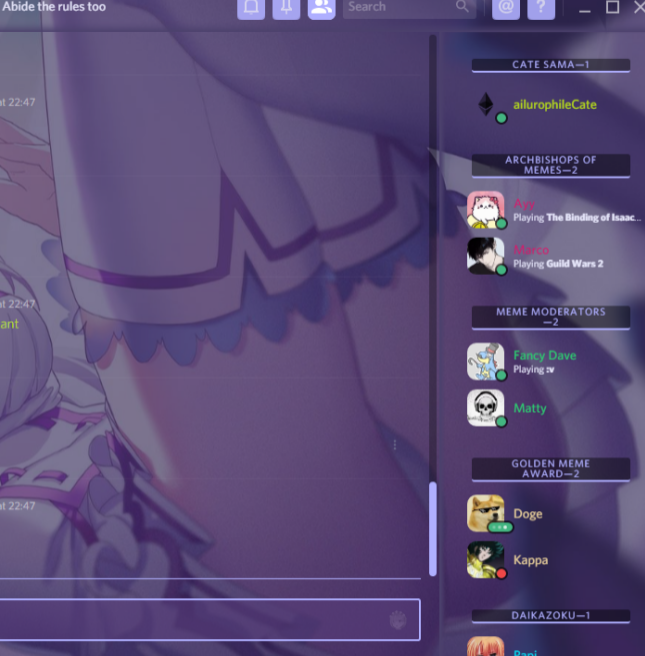 Abide the rules too
Search
@
?
at 22:47
at 22:47
ant
at 22:47
CATE SAMA—1
ailurophileCate
ARCHBISHOPS OF
MEMES—2
Ayy
Playing The Binding of Isaac...
Marco
Playing Guild Wars 2
MEME MODERATORS
—2
Fancy Dave
Playing :v
Matty
GOLDEN MEME
AWARD—2
Doge
Kappa
DAIKAZOKU—1